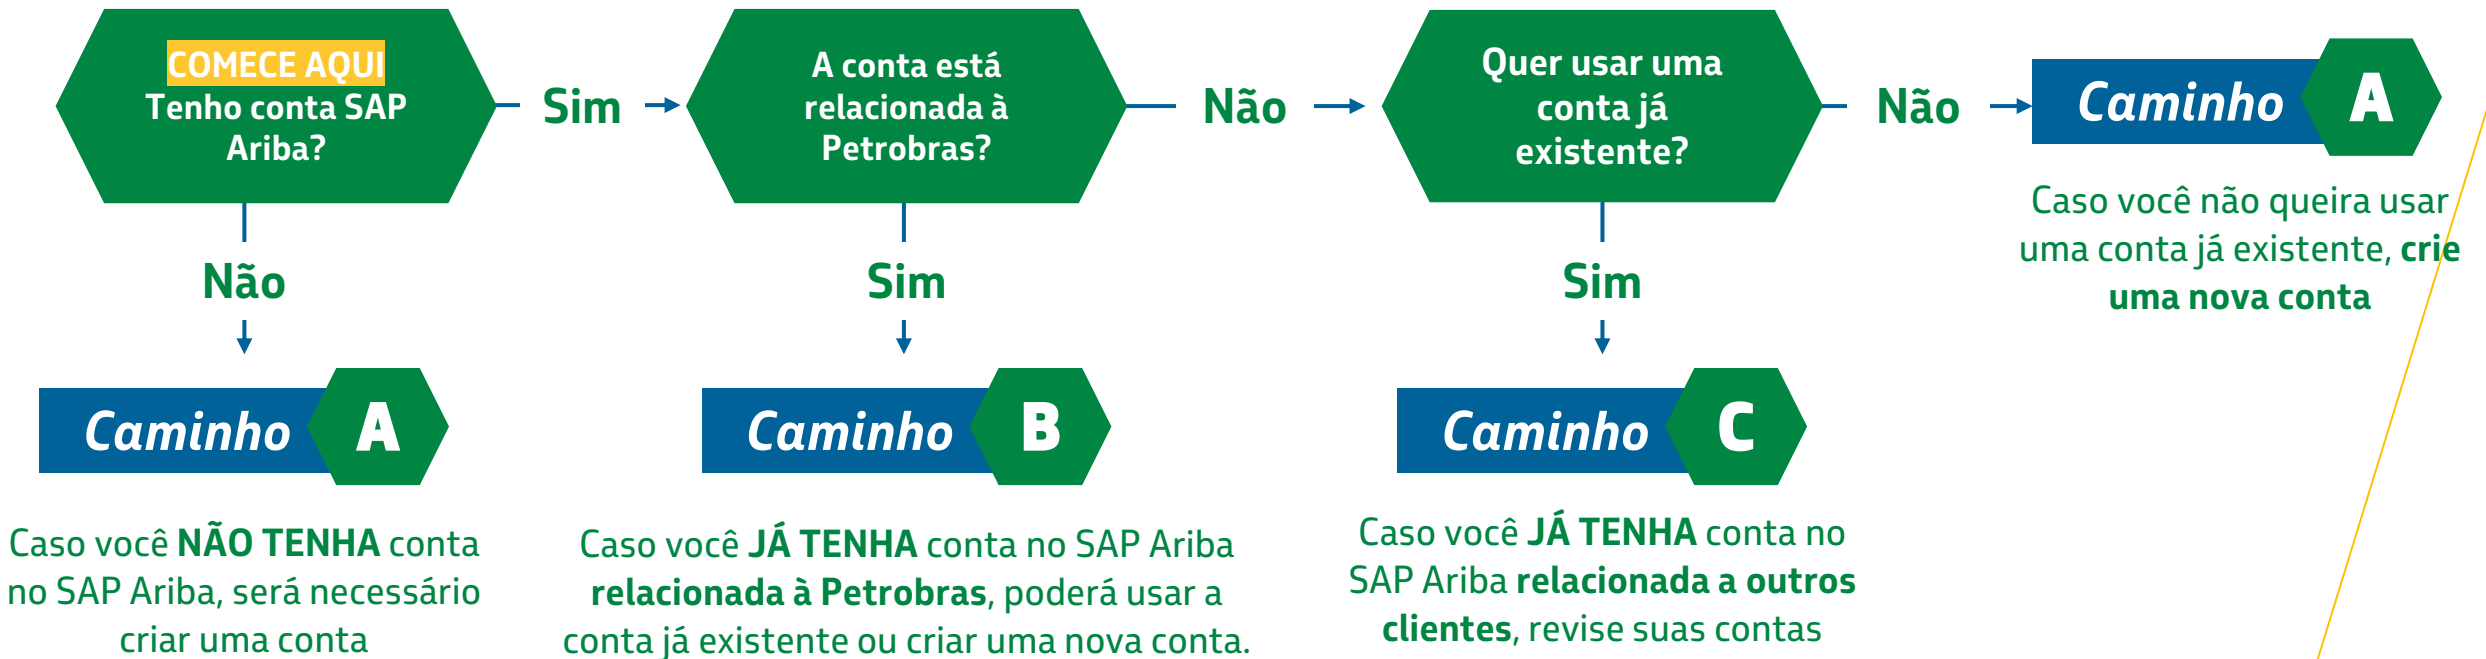 COMECE AQUI
Tenho conta SAP
Ariba?
Sim
A conta está
relacionada à
Petrobras?
Não
Quer usar uma
conta já
existente?
Não
Caminho A
Caso você não queira usar
uma conta já existente, crie
uma nova conta
Não
Sim
Sim
Caminho A
Caminho B
Caminho C
Caso você NÃO TENHA conta
no SAP Ariba, será necessário
criar uma conta
Caso você JÁ TENHA conta no SAP Ariba
relacionada à Petrobras, poderá usar a
conta já existente ou criar uma nova conta.
Caso você JÁ TENHA conta no
SAP Ariba relacionada a outros
clientes, revise suas contas